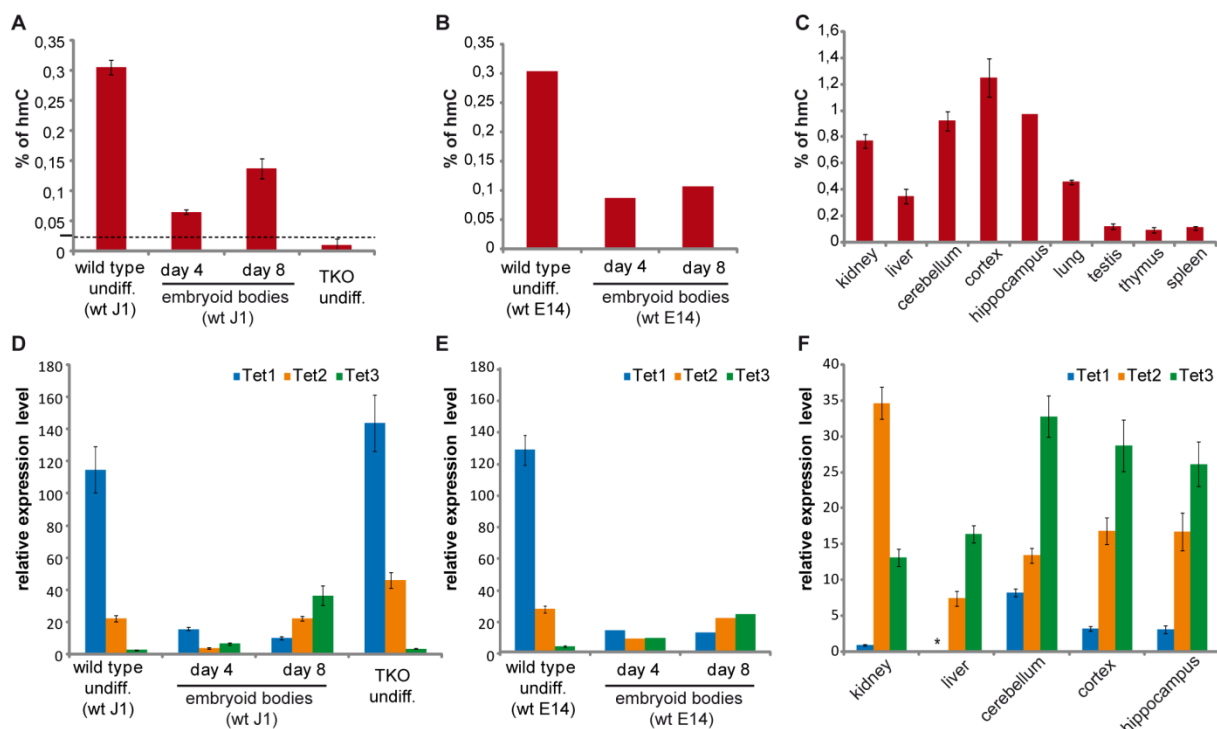 A
% of hmC
0,35
0,3
0,25
0,2
0,15
0,1
0,05
0
wild type
undiff.
(wt J1)
day 4
day 8
embryoid bodies
(wt J1)
TKO
undiff.
B
% of hmC
0,35
0,3
0,25
0,2
0,15
0,1
0,05
0
wild type
undiff.
(wt E14)
day 4
day 8
embryoid bodies
(wt E14)
C
% of hmC
1,6
1,4
1,2
1
0,8
0,6
0,4
0,2
0
kidney
liver
cerebellum
cortex
hippocampus
lung
testis
thymus
spleen
D
relative expression level
180
160
140
120
100
80
60
40
20
0
Tet1 Tet2 Tet3
wild type
undiff.
(wt J1)
day 4
day 8
embryoid bodies
(wt J1)
TKO
undiff.
E
relative expression level
180
160
140
120
100
80
60
40
20
0
Tet1 Tet2 Tet3
wild type
undiff.
(wt E14)
day 4
day 8
embryoid bodies
(wt E14)
F
relative expression level
40
35
30
25
20
15
10
5
0
Tet1 Tet2 Tet3
*
kidney
liver
cerebellum
cortex
hippocampus